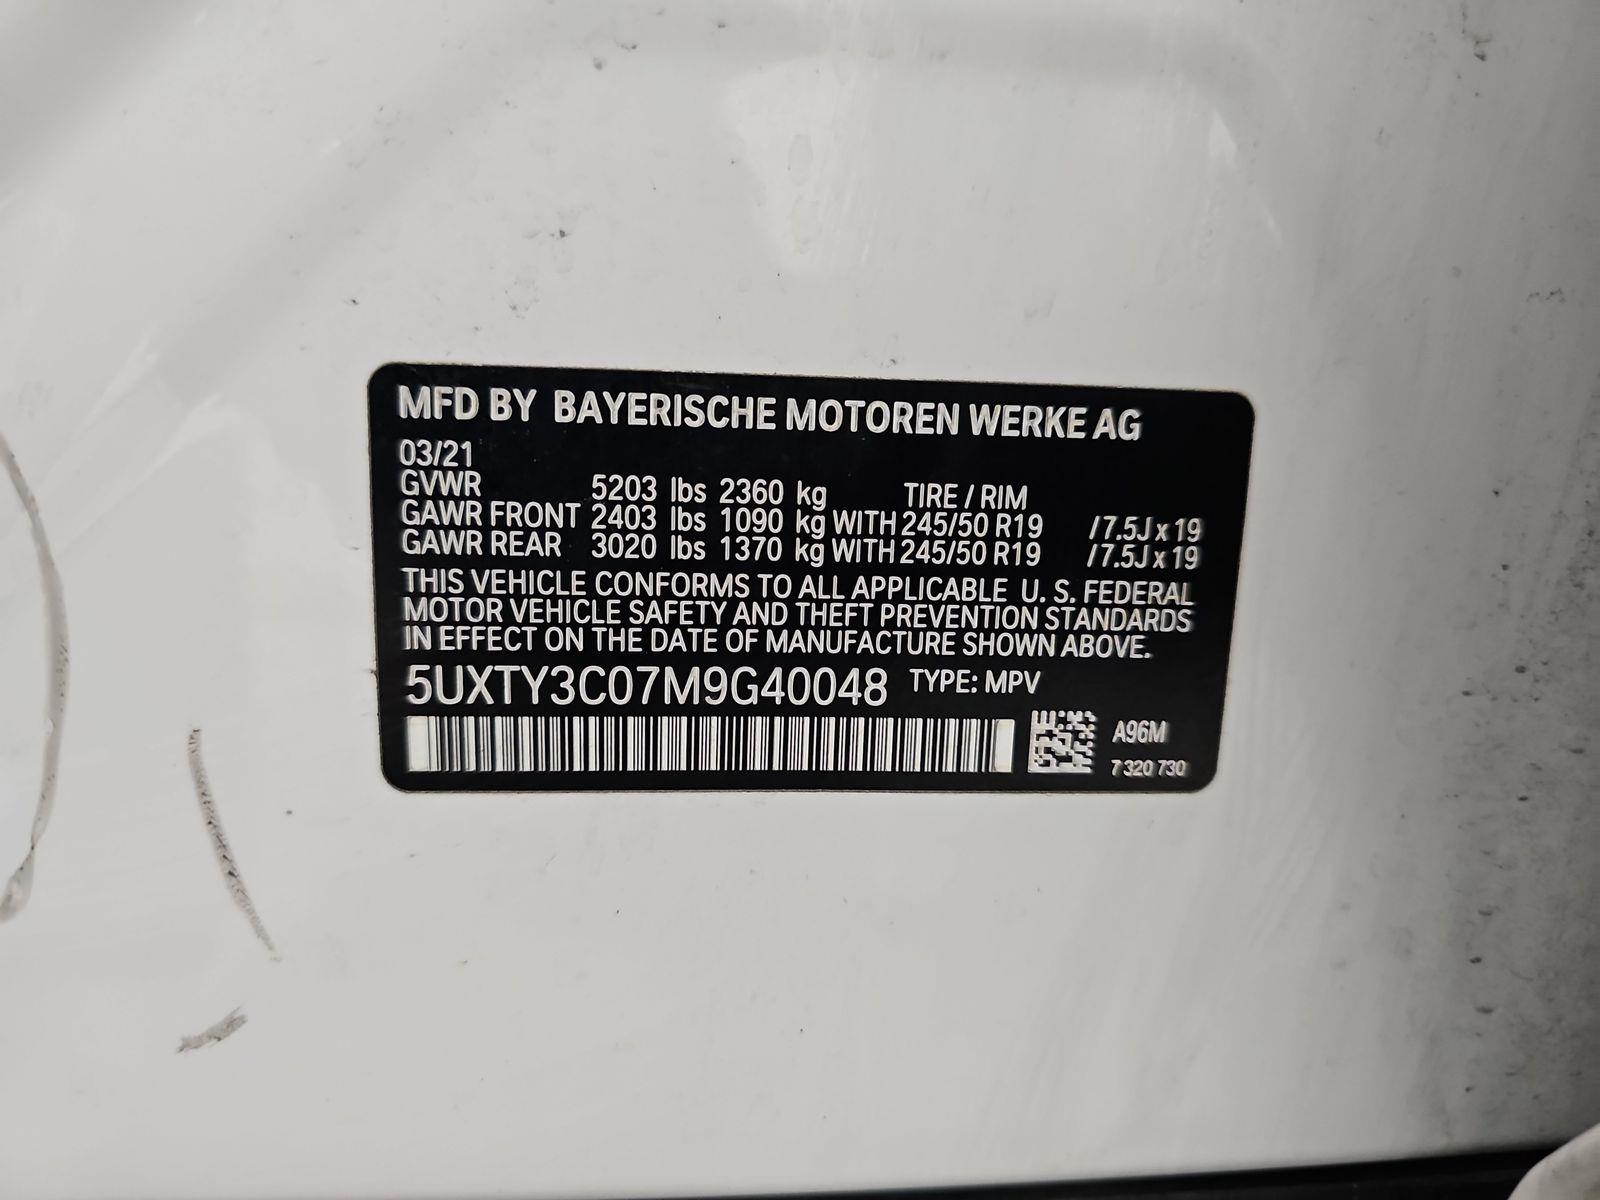 MFD BY BAYERISCHE MOTOREN WERKE AG
03/21
GVWR 5203 lbs 2360 kg TIRE / RIM
GAWR FRONT 2403 lbs 1090 kg WITH 245/50 R19 / 7.5J x 19
GAWR REAR 3020 lbs 1370 kg WITH 245/50 R19 / 7.5J x 19
THIS VEHICLE CONFORMS TO ALL APPLICABLE U. S. FEDERAL
MOTOR VEHICLE SAFETY AND THEFT PREVENTION STANDARDS
IN EFFECT ON THE DATE OF MANUFACTURE SHOWN ABOVE.
5UXTY3C07M9G40048 TYPE: MPV
A96M
7 320 730